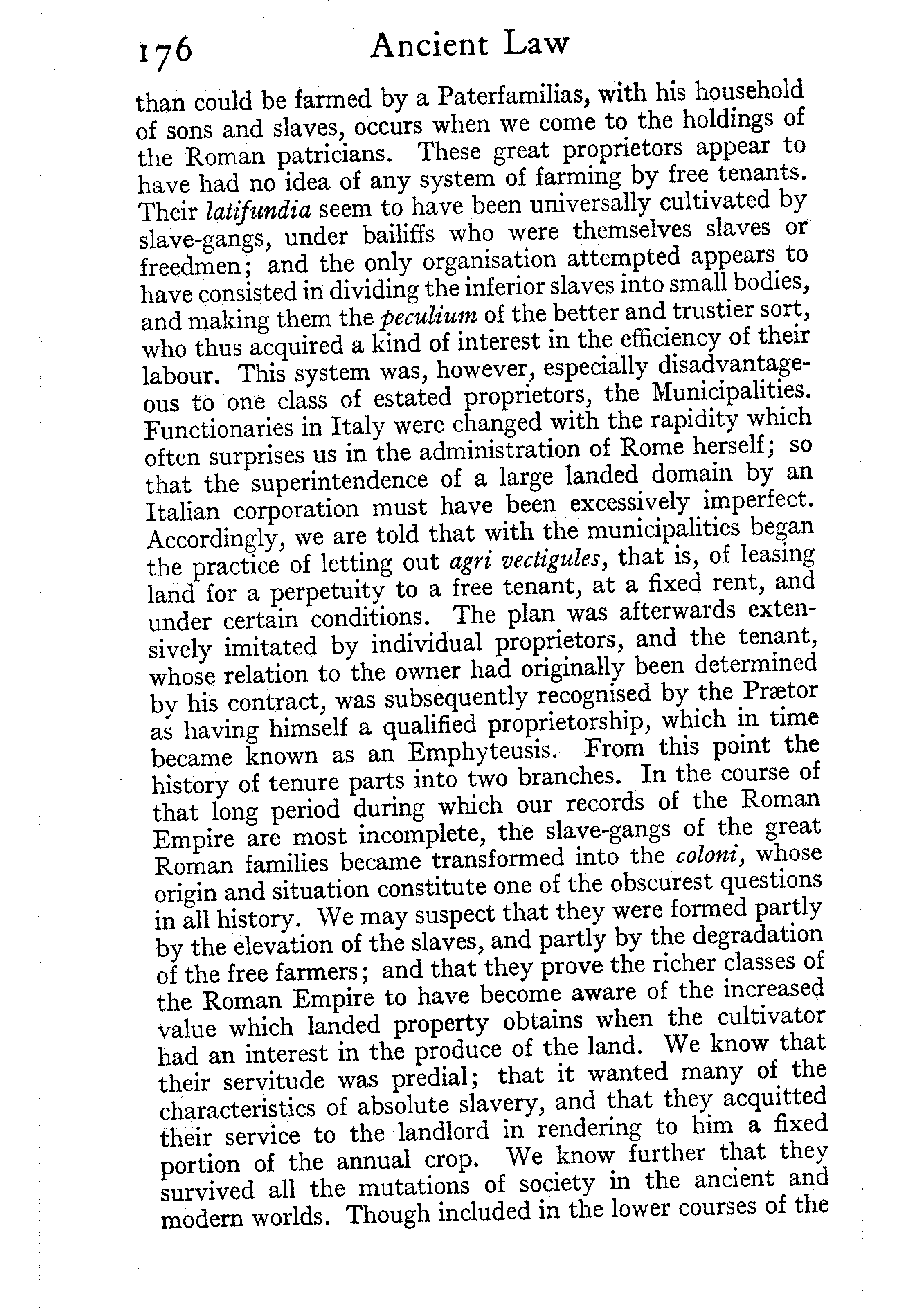 176 Ancient Law
than could be farmed by a Paterfamilias, with his household
of sons and slaves, occurs when we come to the holdings of
the Roman patricians. These great proprietors appear to
have had no idea of any system of farming by free tenants.
Their latifundia seem to have been universally cultivated by
slave-gangs, under bailiffs who were themselves slaves or
freedmen; and the only organisation attempted appears to
have consisted in dividing the inferior slaves into small bodies,
and making them the peculium of the better and trustier sort,
who thus acquired a kind of interest in the efficiency of their
labour. This system was, however, especially disadvantage-
ous to one class of estated proprietors, the Municipalities.
Functionaries in Italy were changed with the rapidity which
often surprises us in the administration of Rome herself; so
that the superintendence of a large landed domain by an
Italian corporation must have been excessively imperfect.
Accordingly, we are told that with the municipalities began
the practice of letting out agri vectigules, that is, of leasing
land for a perpetuity to a free tenant, at a fixed rent, and
under certain conditions. The plan was afterwards exten-
sively imitated by individual proprietors, and the tenant,
whose relation to the owner had originally been determined
by his contract, was subsequently recognised by the Prætor
as having himself a qualified proprietorship, which in time
became known as an Emphyteusis. From this point the
history of tenure parts into two branches. In the course of
that long period during which our records of the Roman
Empire are most incomplete, the slave-gangs of the great
Roman families became transformed into the coloni, whose
origin and situation constitute one of the obscurest questions
in all history. We may suspect that they were formed partly
by the elevation of the slaves, and partly by the degradation
of the free farmers; and that they prove the richer classes of
the Roman Empire to have become aware of the increased
value which landed property obtains when the cultivator
had an interest in the produce of the land. We know that
their servitude was predial; that it wanted many of the
characteristics of absolute slavery, and that they acquitted
their service to the landlord in rendering to him a fixed
portion of the annual crop. We know further that they
survived all the mutations of society in the ancient and
modern worlds. Though included in the lower courses of the